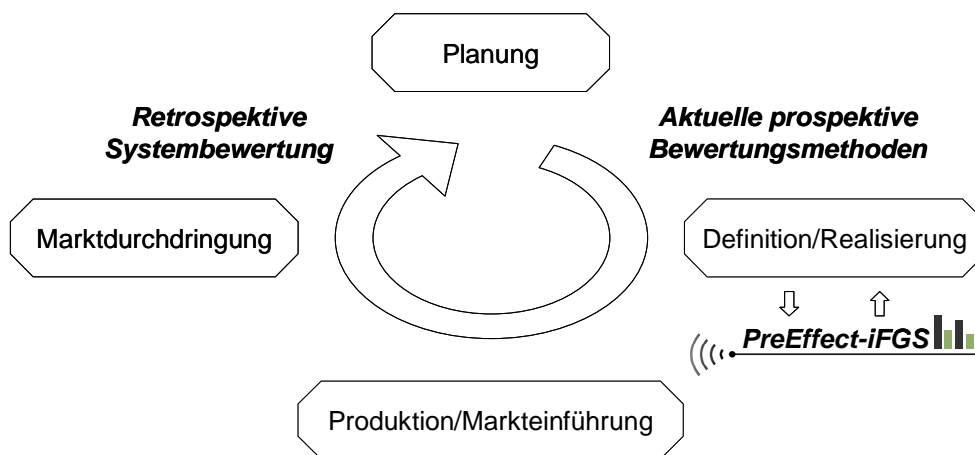 Planung
Retrospektive
Systembewertung
Aktuelle prospektive
Bewertungsmethoden
Marktdurchdringung
Definition/Realisierung
PreEffect-iFGS
Produktion/Markteinführung